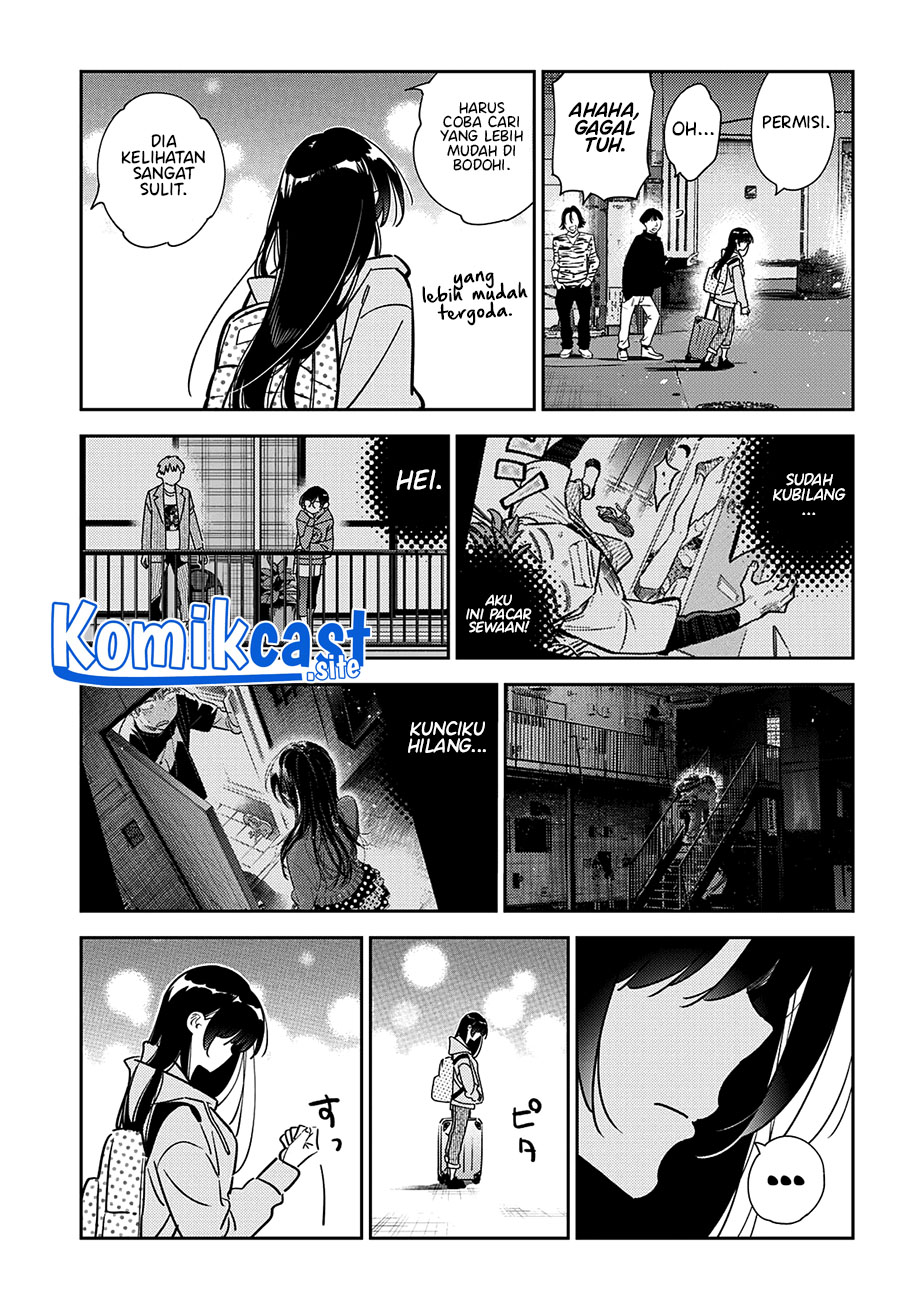 PERMISI.
OH...
AHAHA,
GAGAL
TUH.
HARUS
COBA CARI
YANG LEBIH
MUDAH DI
BODOHI.
yang
lebih mudah
tergoda.
DIA
KELIHATAN
SANGAT
SULIT.
SUDAH
KUBILANG
...
AKU
INI PACAR
SEWAAN!
HEI.
Komikcast
.site
KUNCIKU
HILANG...
...
ピタ
すっ